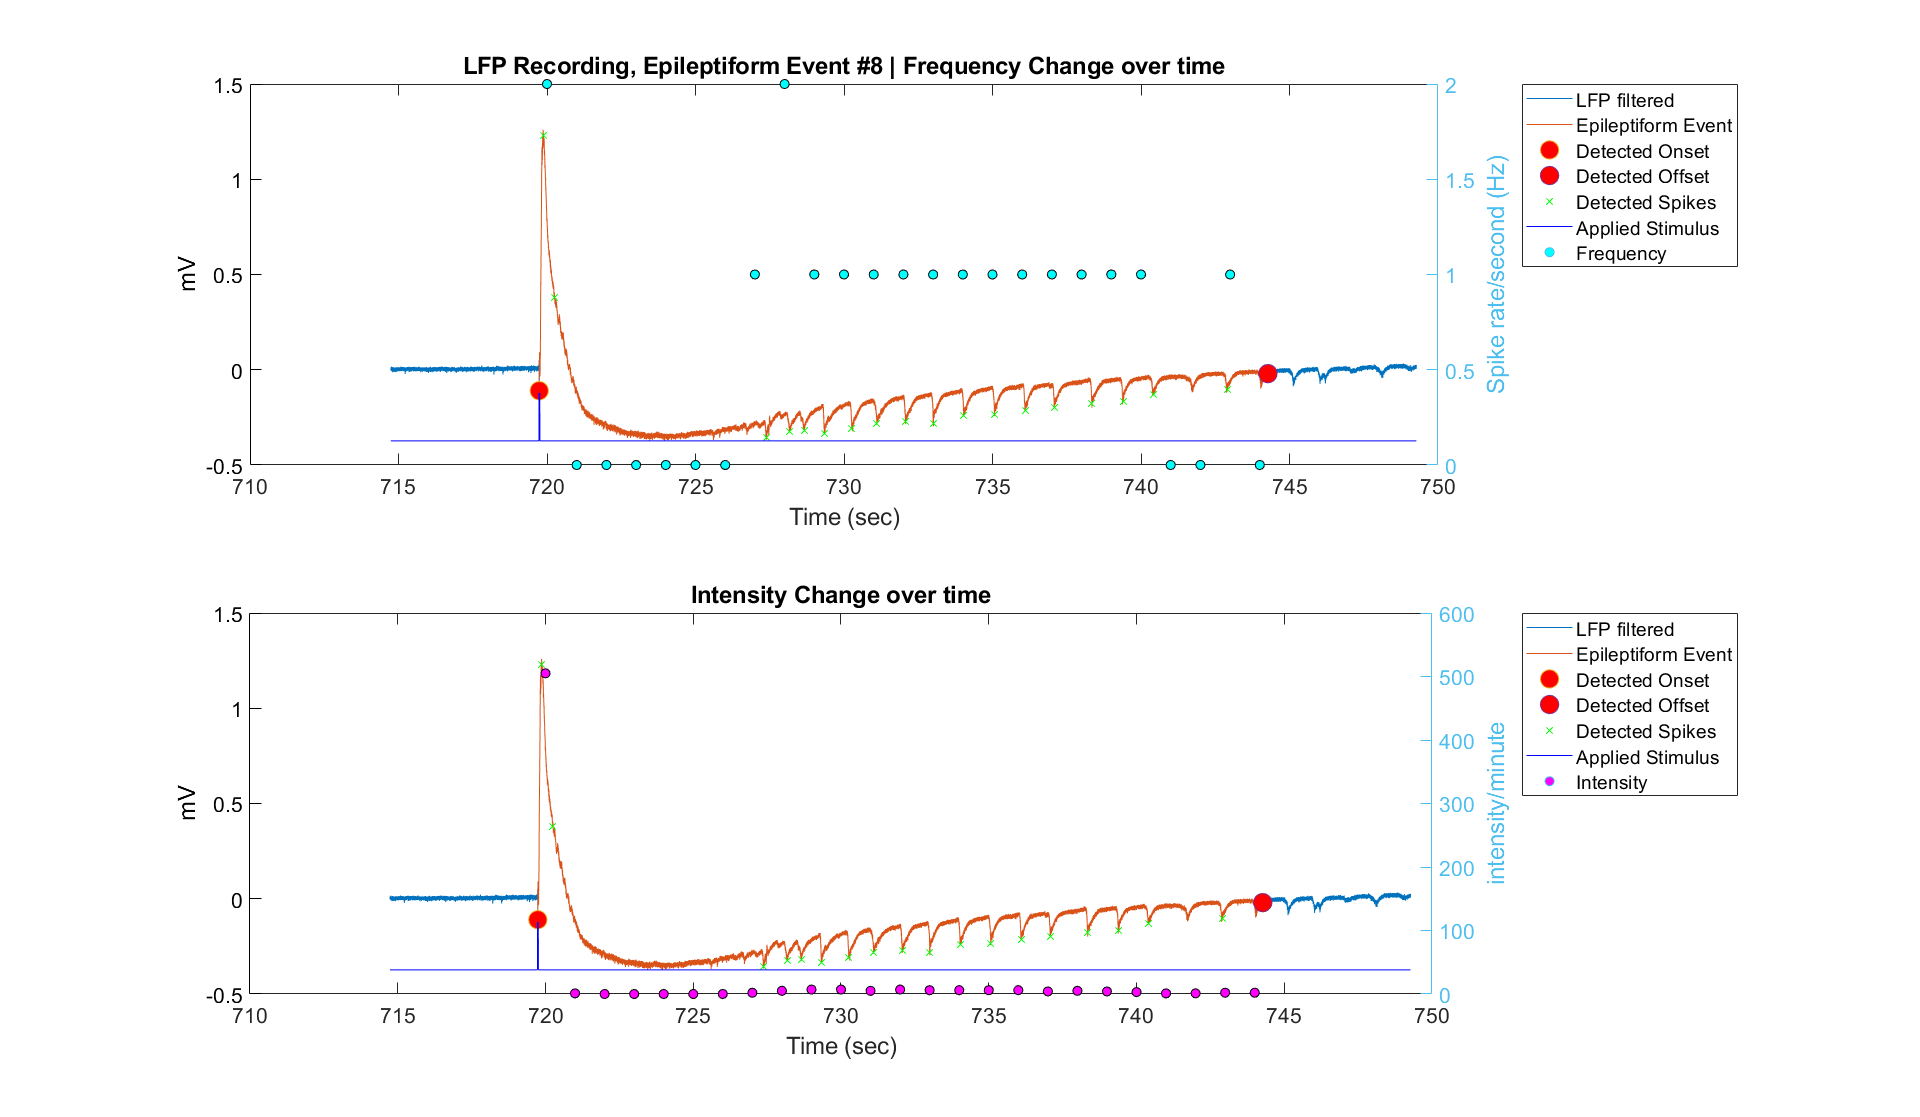 LFP Recording, Epileptiform Event #8 | Frequency Change over time
1.5
1
0.5
0
-0.5
mV
2
1.5
1
0.5
0
Spike rate/second (Hz)
710 715 720 725 730 735 740 745 750
Time (sec)
LFP filtered
Epileptiform Event
Detected Onset
Detected Offset
Detected Spikes
Applied Stimulus
Frequency
Intensity Change over time
1.5
1
0.5
0
-0.5
mV
600
500
400
300
200
100
0
intensity/minute
710 715 720 725 730 735 740 745 750
Time (sec)
LFP filtered
Epileptiform Event
Detected Onset
Detected Offset
Detected Spikes
Applied Stimulus
Intensity